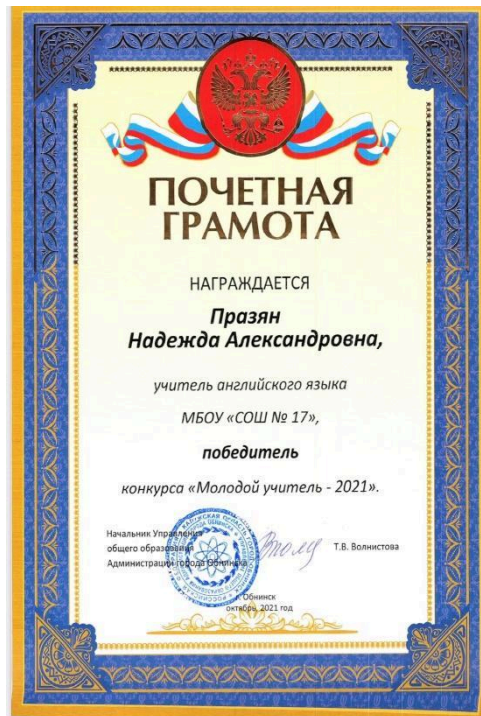 ПОЧЕТНАЯ
ГРАМОТА
НАГРАЖДАЕТСЯ
Празян
Надежда Александровна,
учитель английского языка
МБОУ «СОШ № 17»,
победитель
конкурса «Молодой учитель - 2021».
Начальник Управления
общего образования
Администрации города Обнинска
Т.В. Волнистова
г. Обнинск
октябрь, 2021 год